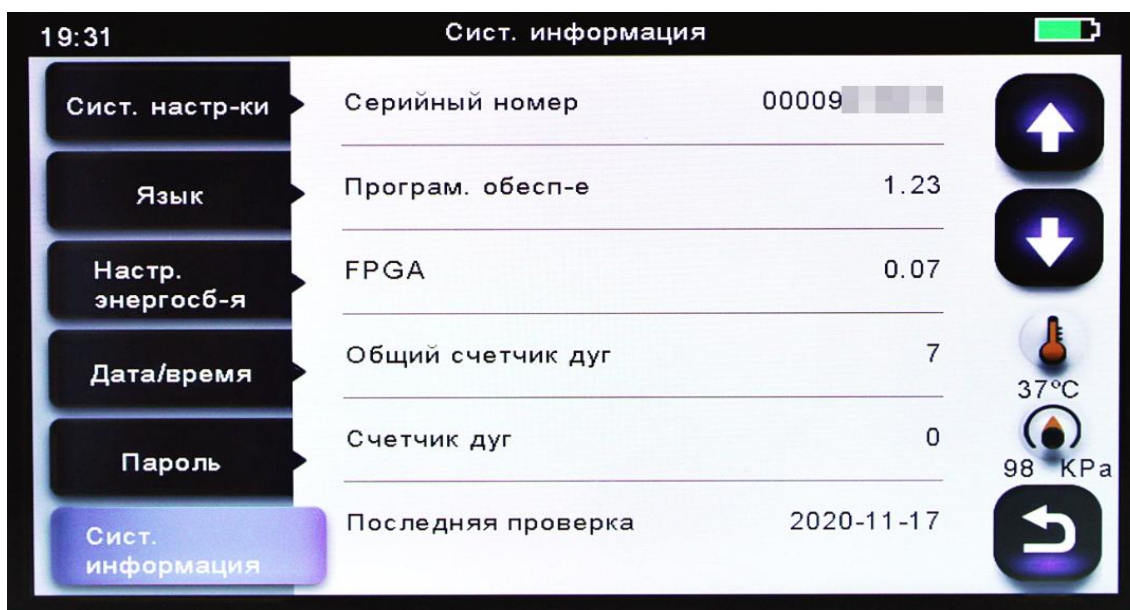 19:31 Сист. информация
Сист. настр-ки
Язык
Настр.
энергосб-я
Дата/время
Пароль
Сист.
информация
Серийный номер 00009
Програм. обесп-е 1.23
FPGA 0.07
Общий счетчик дуг 7
Счетчик дуг 0
Последняя проверка 2020-11-17
37°C
98 KPa